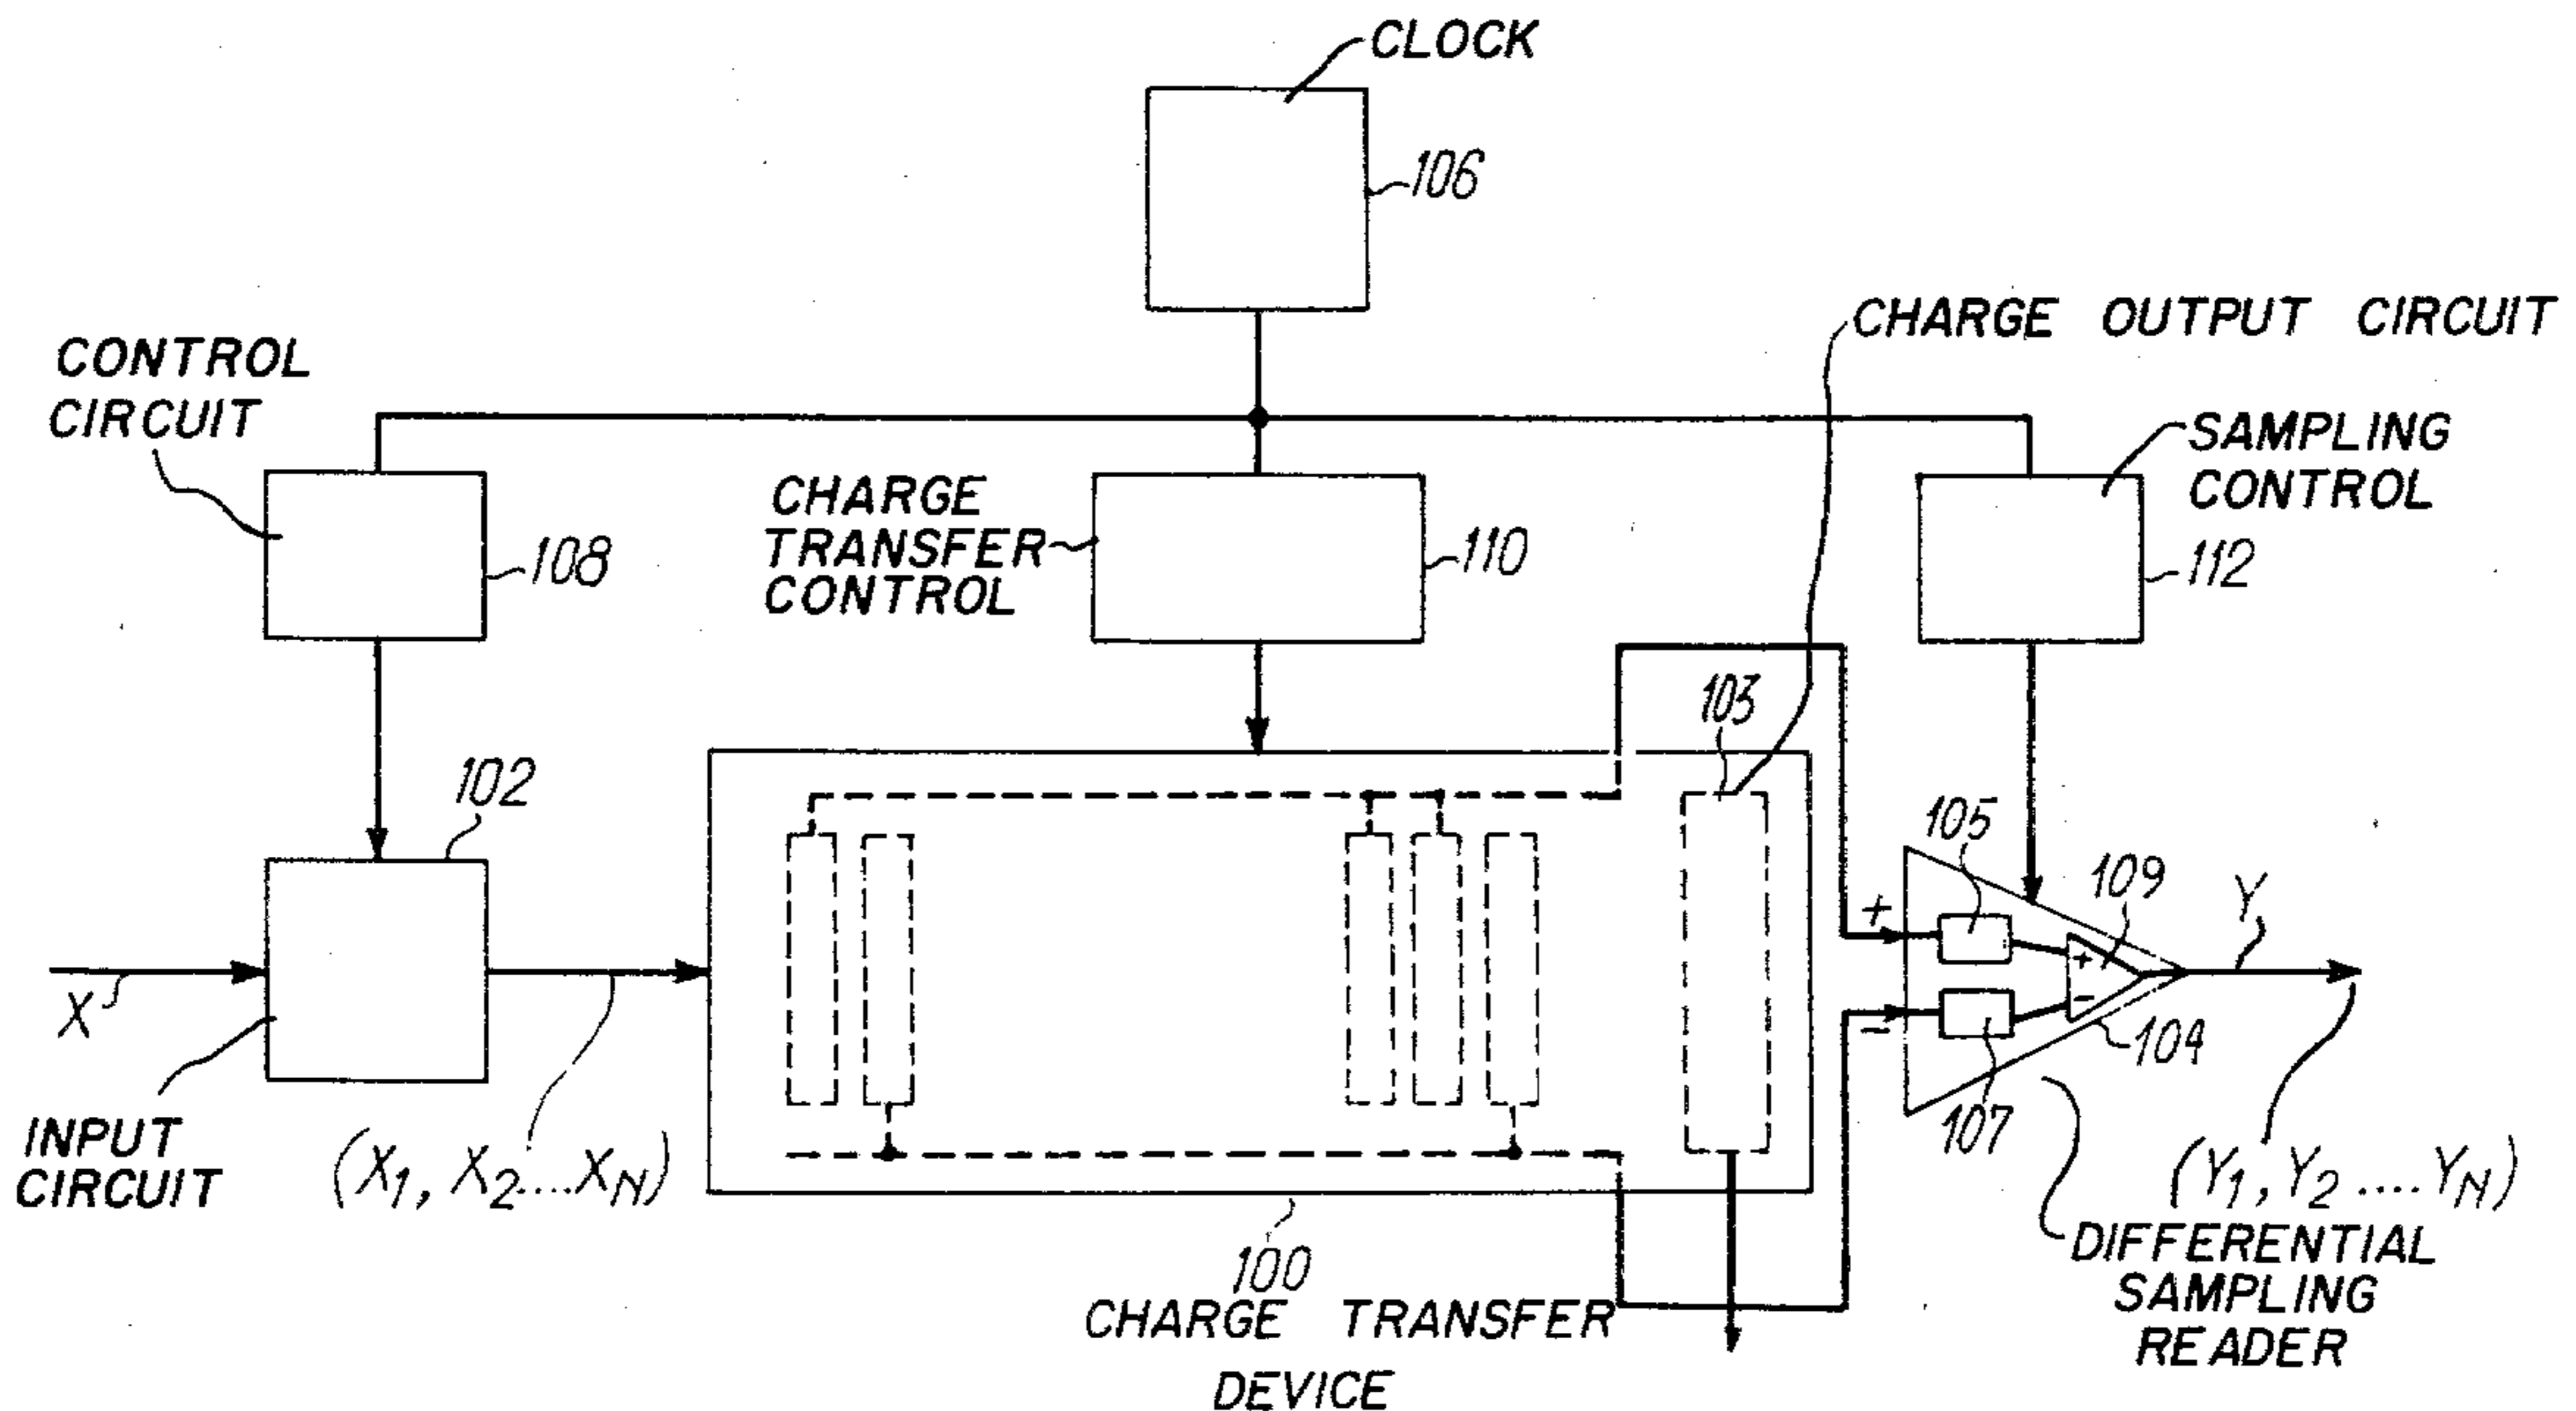 CLOCK
106
CHARGE OUTPUT CIRCUIT
CONTROL
CIRCUIT
108
CHARGE
TRANSFER
CONTROL
110
SAMPLING
CONTROL
112
103
102
105
109
+
Y
X
+
-
-
104
107
INPUT
CIRCUIT
(X1, X2....XN)
(Y1, Y2....YN)
100
CHARGE TRANSFER
DEVICE
DIFFERENTIAL
SAMPLING
READER